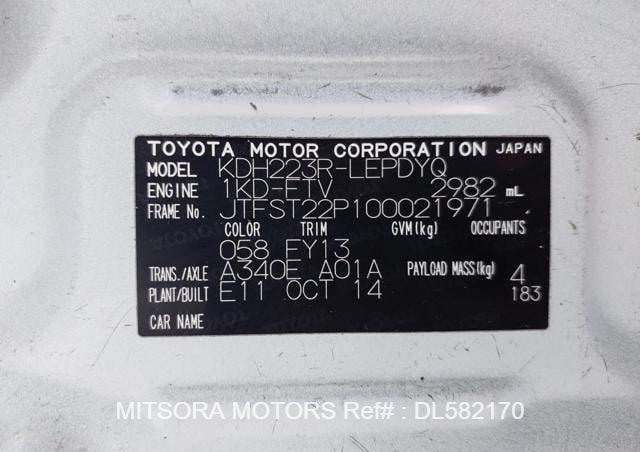 TOYOTA MOTOR CORPORATION JAPAN
MODEL KDH223R-LEPDYQ
ENGINE 1KD-FTV 2982 mL
FRAME No. JTFST22P100021971
COLOR TRIM GVM(kg) OCCUPANTS
058 FY13
TRANS./AXLE A340E A01A PAYLOAD MASS(kg) 4
PLANT/BUILT E11 OCT 14 183
CAR NAME
MITSORA MOTORS Ref# : DL582170